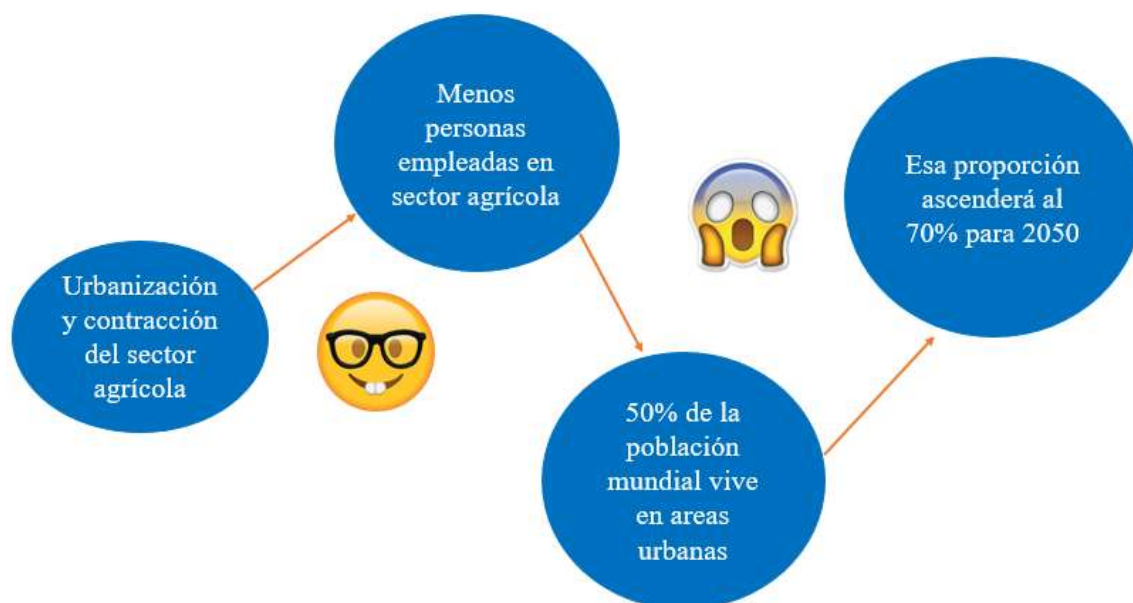 Urbanización
y contracción
del sector
agrícola
Menos
personas
empleadas en
sector agrícola
50% de la
población
mundial vive
en areas
urbanas
Esa proporción
ascenderá al
70% para 2050